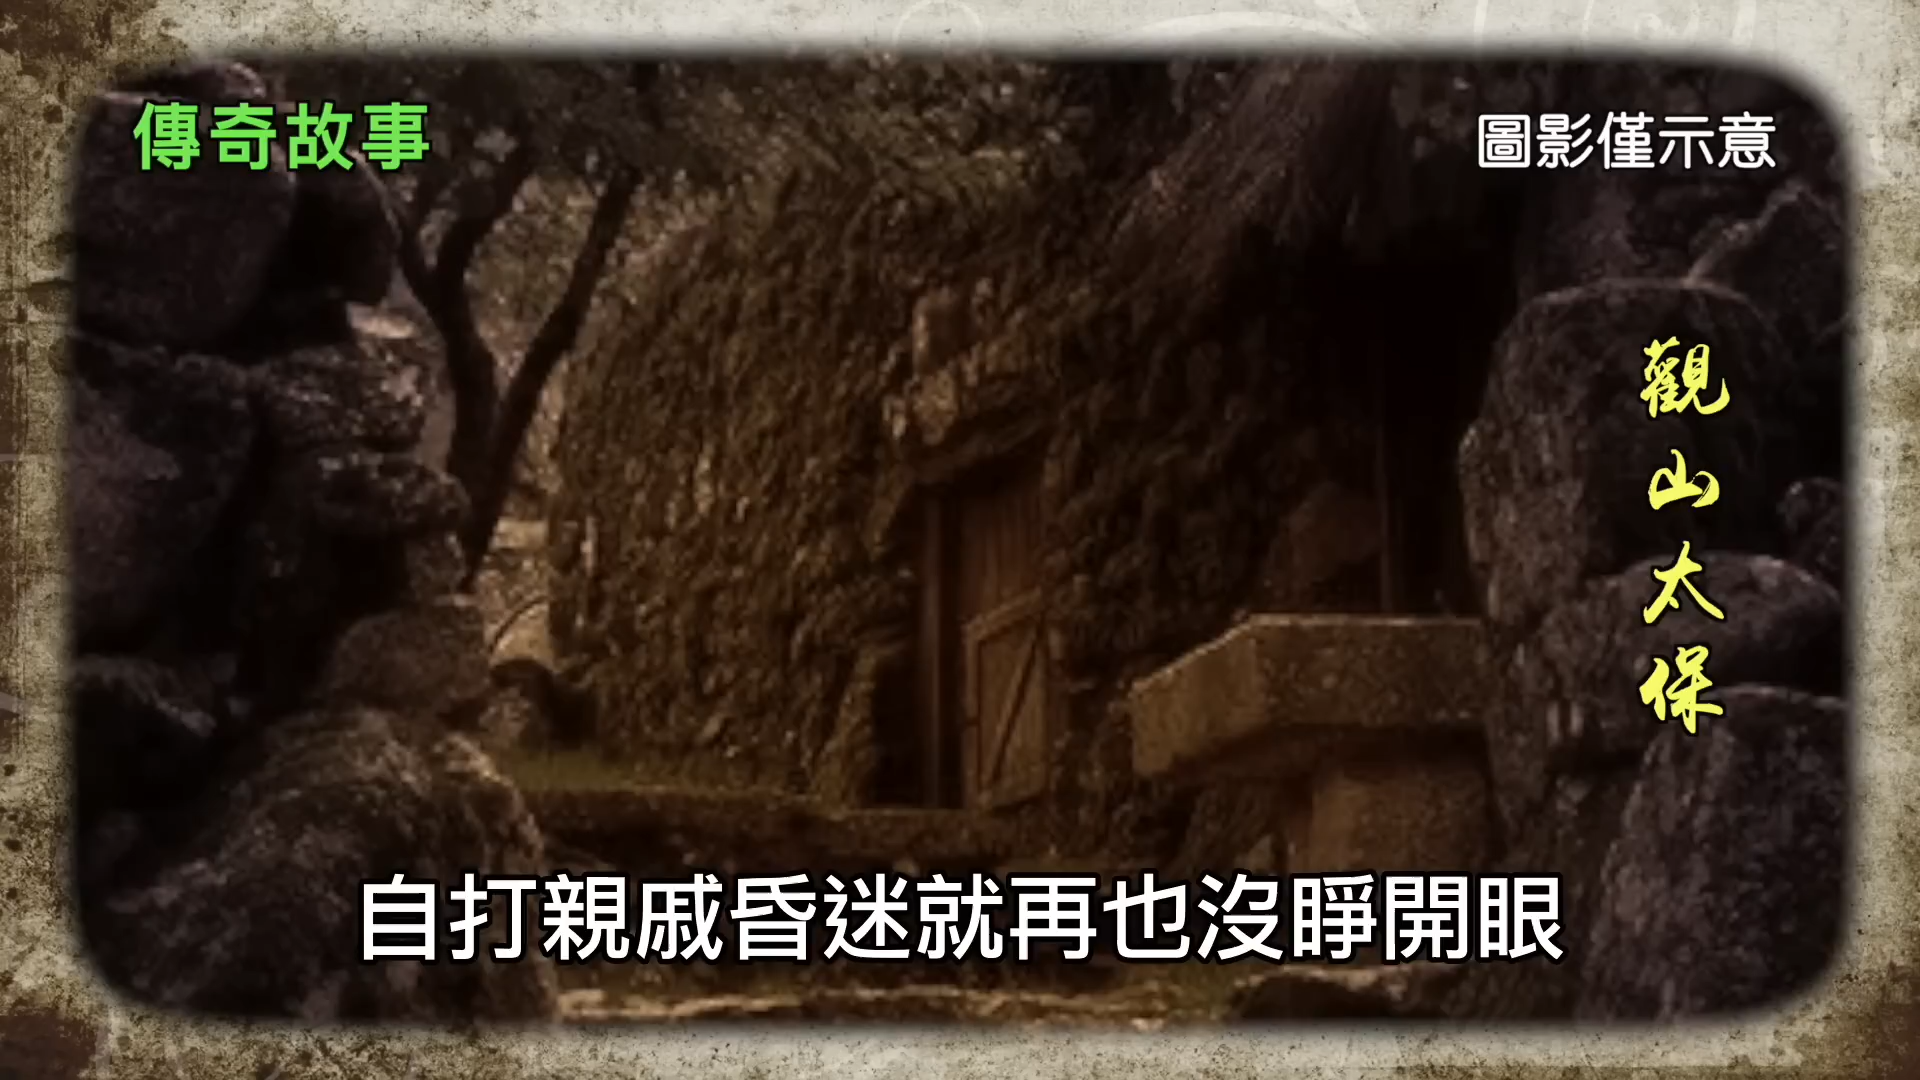 傳奇故事
圖影僅示意
觀山太保
自打親戚昏迷就再也沒睜開眼